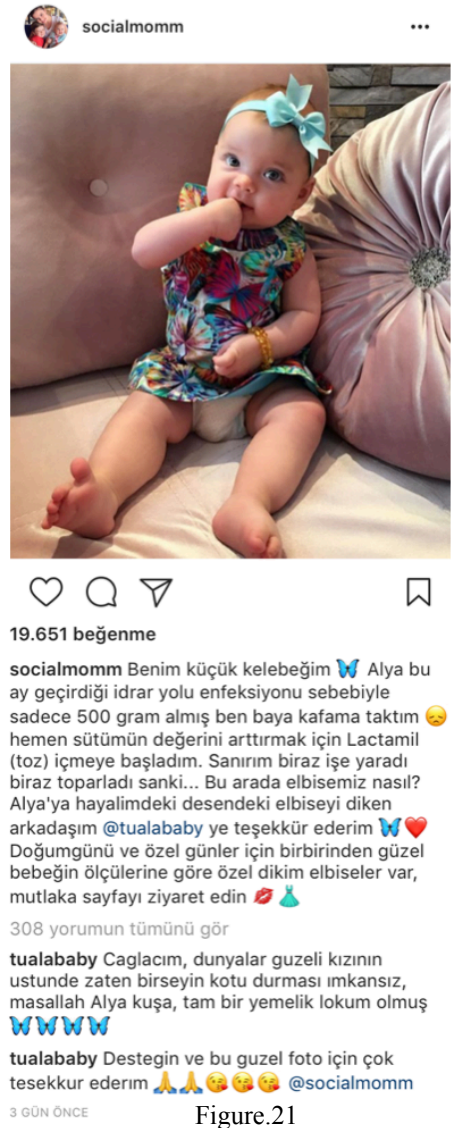 socialmomm
19.651 beğenme
socialmomm Benim küçük kelebeğim 🦋 Alya bu
ay geçirdiği idrar yolu enfeksiyonu sebebiyle
sadece 500 gram almış ben baya kafama taktım 😞
hemen sütümün değerini arttırmak için Lactamil
(toz) içmeye başladım. Sanırım biraz işe yaradı
biraz toparladı sanki... Bu arada elbisemiz nasıl?
Alya'ya hayalimdeki desendeki elbiseyi diken
arkadaşım @tualababy ye teşekkür ederim 🦋❤️
Doğumgünü ve özel günler için birbirinden güzel
bebeğin ölçülerine göre özel dikim elbiseler var,
mutlaka sayfayı ziyaret edin 💋👗
308 yorumun tümünü gör
tualababy Caglacım, dunyalar guzeli kızının
ustunde zaten birseyin kotu durması ımkansız,
masallah Alya kuşa, tam bir yemelik lokum olmuş
🦋🦋🦋🦋
tualababy Destegin ve bu guzel foto için çok
tesekkur ederım 🙏🙏😘😘😘 @socialmomm
3 GÜN ÖNCE
Figure.21